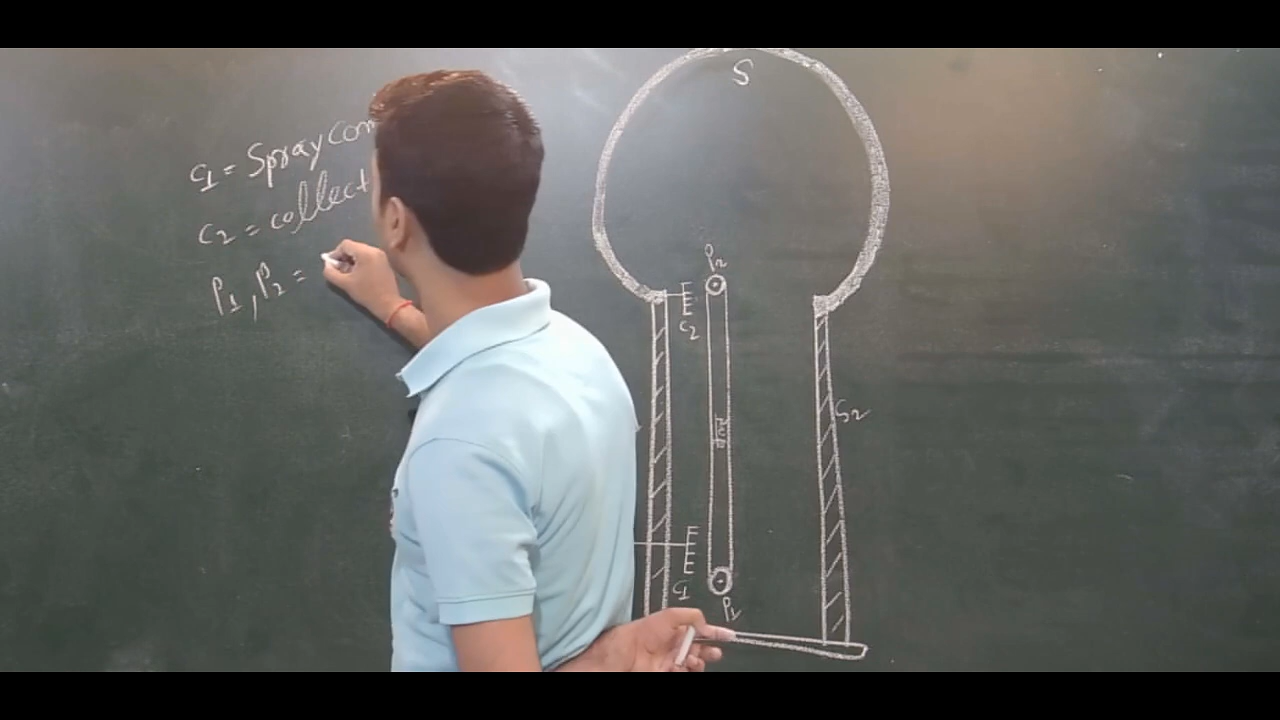 S
C1 = Spray Com
C2 = collect
P1, P2 =
P2
C2
S2
C1
P1